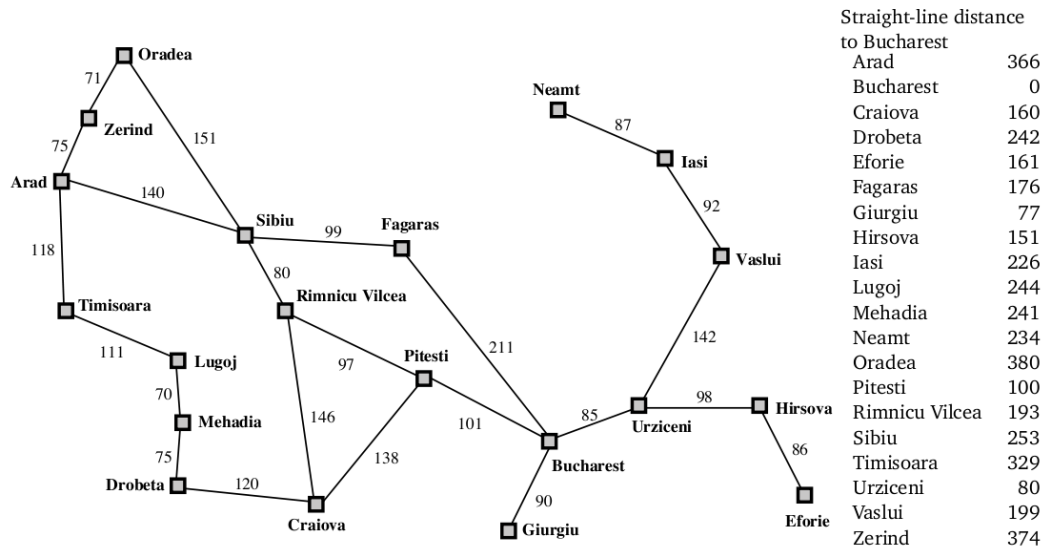 Oradea
71
Zerind
75
151
Arad
140
118
Sibiu
99
Fagaras
80
Timisoara
Rimnicu Vilcea
111
Lugoj
97
Pitesti
211
70
146
Mehadia
101
75
138
Drobeta
120
Craiova
Neamt
87
Iasi
92
Vaslui
142
98
85
Hirsova
Urziceni
86
Bucharest
90
Giurgiu
Eforie
Straight-line distance
to Bucharest
Arad 366
Bucharest 0
Craiova 160
Drobeta 242
Eforie 161
Fagaras 176
Giurgiu 77
Hirsova 151
Iasi 226
Lugoj 244
Mehadia 241
Neamt 234
Oradea 380
Pitesti 100
Rimnicu Vilcea 193
Sibiu 253
Timisoara 329
Urziceni 80
Vaslui 199
Zerind 374